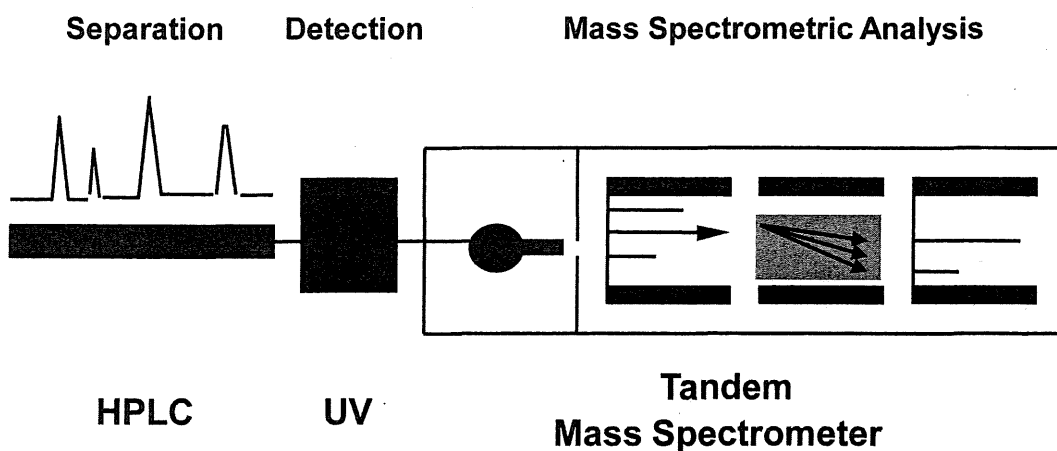 Separation Detection Mass Spectrometric Analysis
HPLC UV Tandem
Mass Spectrometer